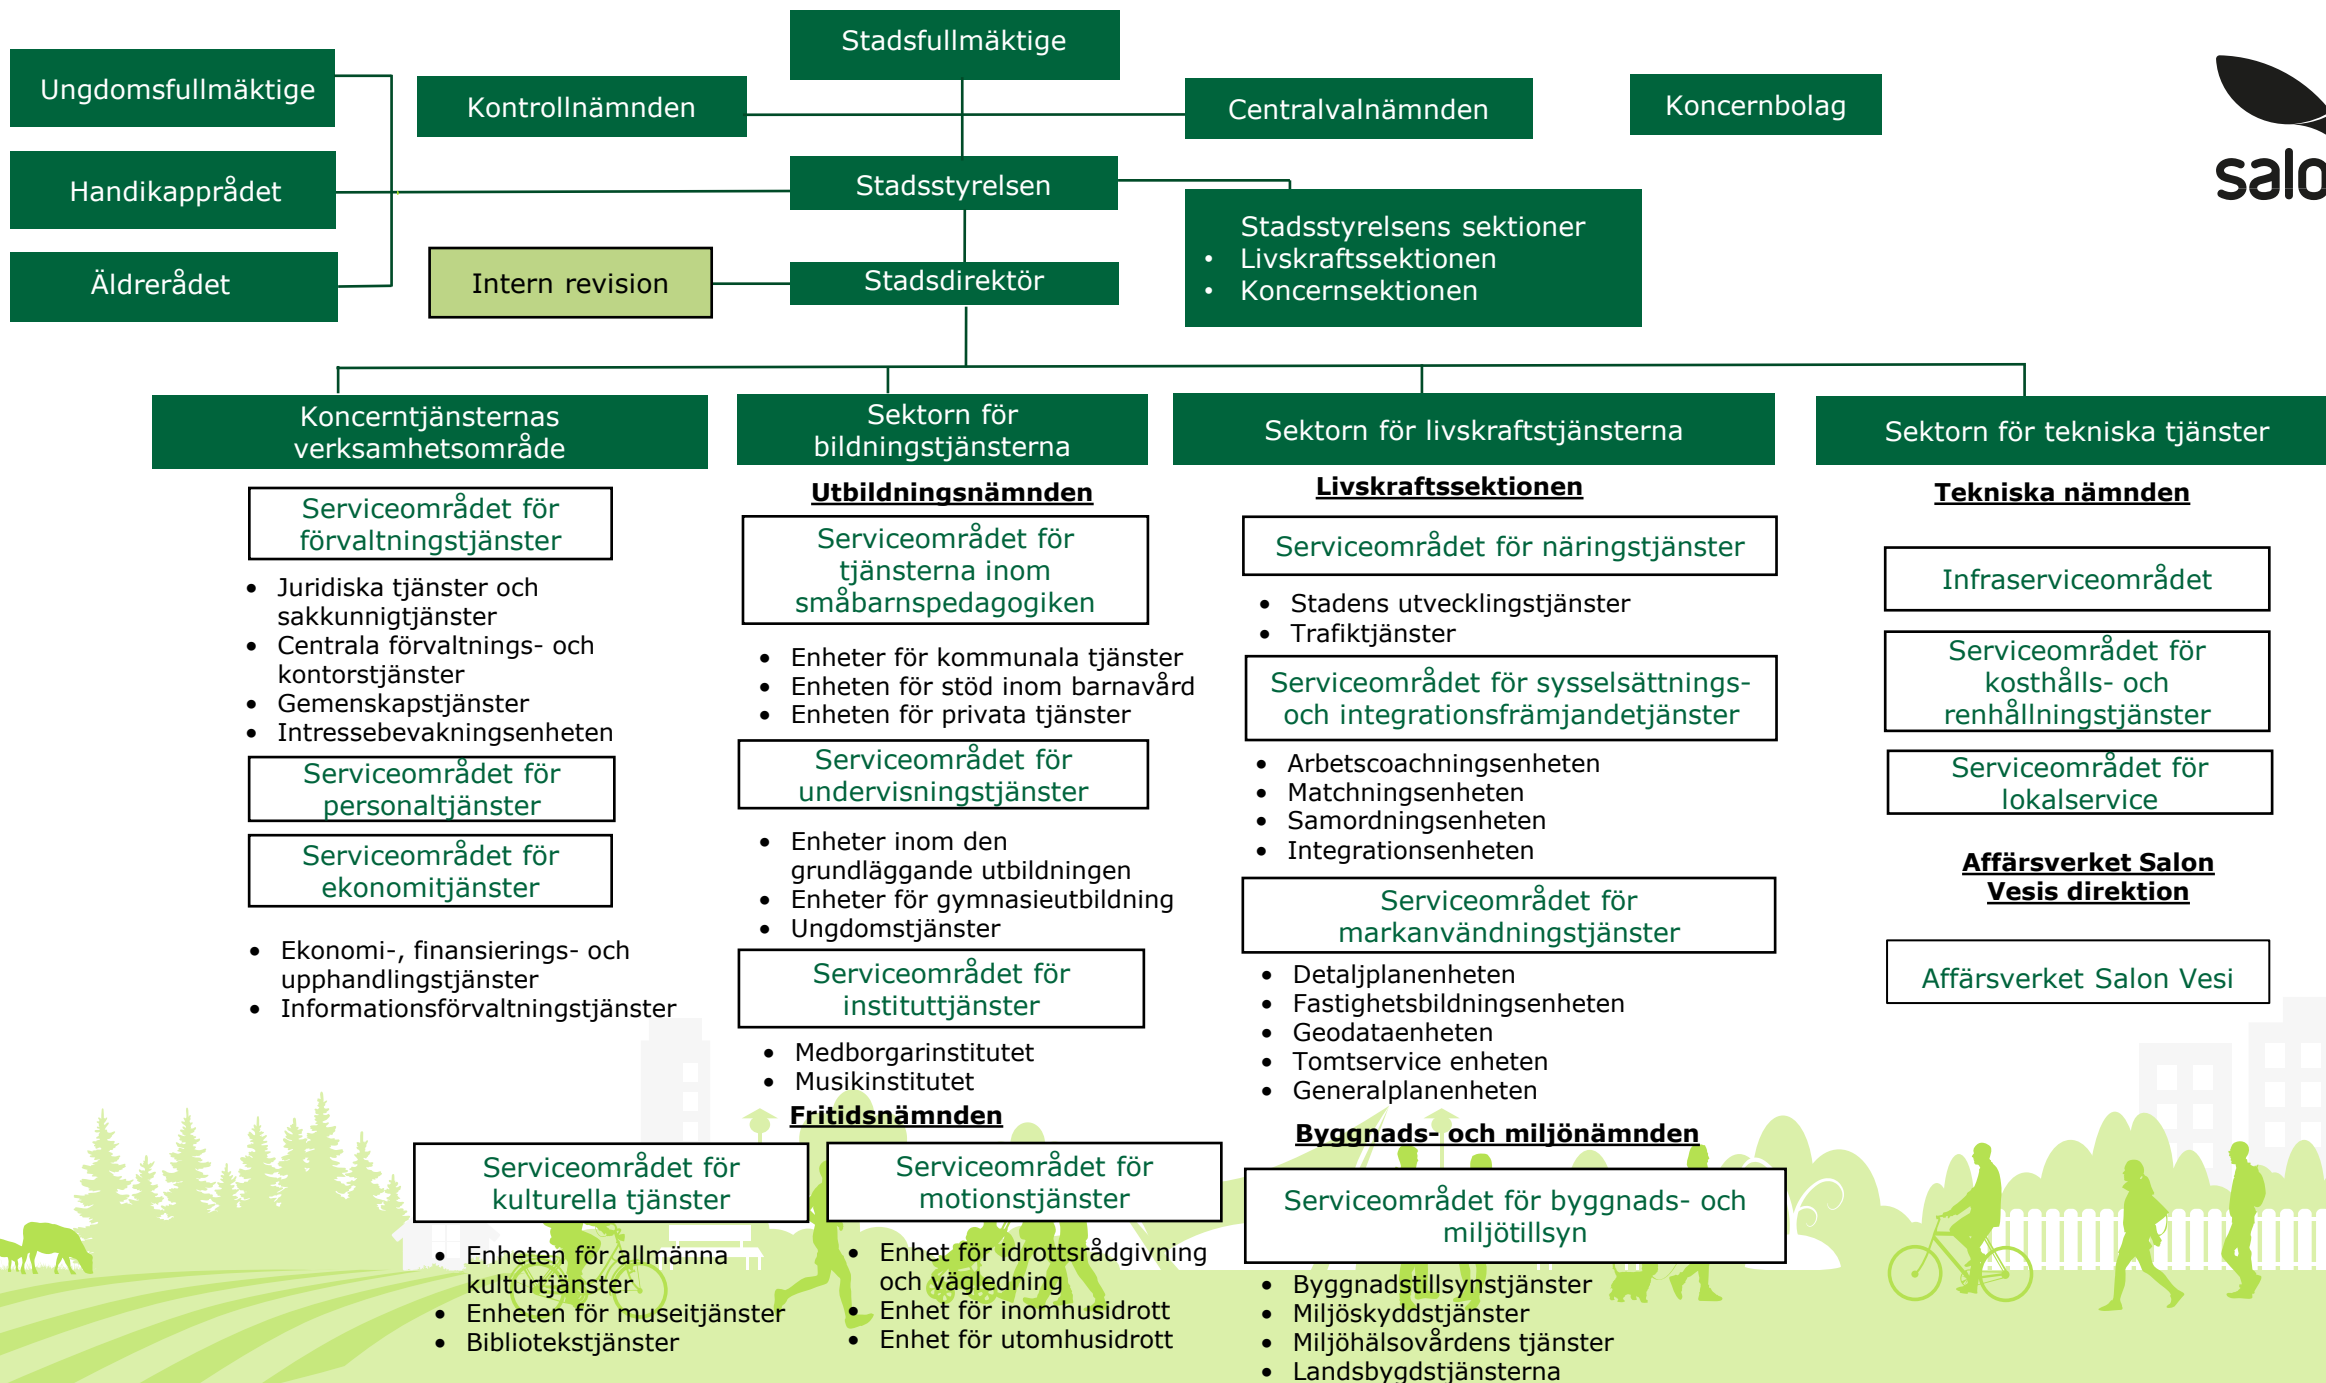 Stadsfullmäktige
Ungdomsfullmäktige
Kontrollnämnden
Centralvalnämnden
Koncernbolag
salo
Handikapprådet
Stadsstyrelsen
Stadsstyrelsens sektioner
• Livskraftssektionen
• Koncernsektionen
Äldrerådet
Intern revision
Stadsdirektör
Koncerntjänsternas
verksamhetsområde
Serviceområdet för
förvaltningstjänster
• Juridiska tjänster och
sakkunnigtjänster
• Centrala förvaltnings- och
kontorstjänster
• Gemenskapstjänster
• Intressebevakningsenheten
Serviceområdet för
personaltjänster
Serviceområdet för
ekonomitjänster
• Ekonomi-, finansierings- och
upphandlingstjänster
• Informationsförvaltningstjänster
Sektorn för
bildningstjänsterna
Utbildningsnämnden
Serviceområdet för
tjänsterna inom
småbarnspedagogiken
• Enheter för kommunala tjänster
• Enheten för stöd inom barnavård
• Enheten för privata tjänster
Serviceområdet för
undervisningstjänster
• Enheter inom den
grundläggande utbildningen
• Enheter för gymnasieutbildning
• Ungdomstjänster
Serviceområdet för
instituttjänster
• Medborgarinstitutet
• Musikinstitutet
Fritidsnämnden
Serviceområdet för
kulturella tjänster
• Enheten för allmänna
kulturtjänster
• Enheten för museitjänster
• Bibliotekstjänster
Serviceområdet för
motionstjänster
• Enhet för idrottsrådgivning
och vägledning
• Enhet för inomhusidrott
• Enhet för utomhusidrott
Sektorn för livskraftstjänsterna
Livskraftssektionen
Serviceområdet för näringstjänster
• Stadens utvecklingstjänster
• Trafiktjänster
Serviceområdet för sysselsättnings-
och integrationsfrämjandetjänster
• Arbetscoachningsenheten
• Matchningsenheten
• Samordningsenheten
• Integrationsenheten
Serviceområdet för
markanvändningstjänster
• Detaljplanenheten
• Fastighetsbildningsenheten
• Geodataenheten
• Tomtservice enheten
• Generalplanenheten
Byggnads- och miljönämnden
Serviceområdet för byggnads- och
miljötillsyn
• Byggnadstillsynstjänster
• Miljöskyddstjänster
• Miljöhälsovårdens tjänster
• Landsbygdstjänsterna
Sektorn för tekniska tjänster
Tekniska nämnden
Infraserviceområdet
Serviceområdet för
kosthålls- och
renhållningstjänster
Serviceområdet för
lokalservice
Affärsverket Salon
Vesis direktion
Affärsverket Salon Vesi